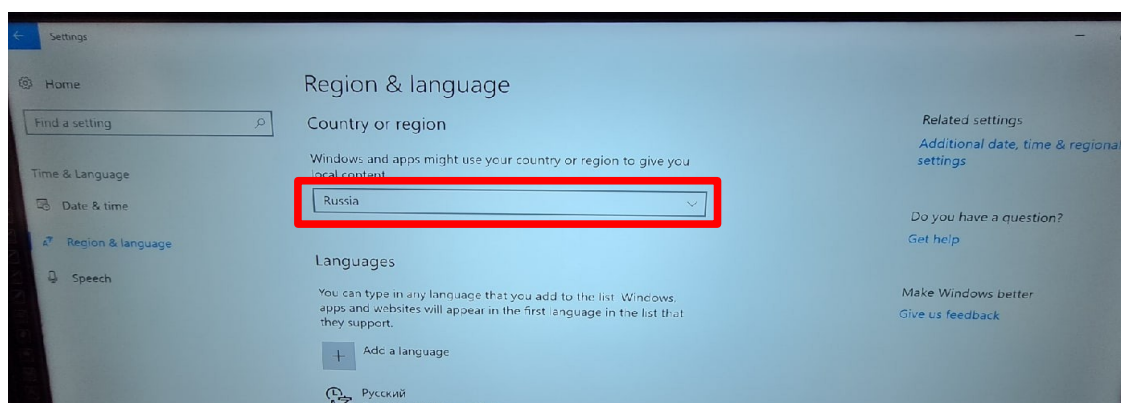 Settings
Home
Find a setting
Time & Language
Date & time
Region & language
Speech
Region & language
Country or region
Windows and apps might use your country or region to give you
local content
Russia
Languages
You can type in any language that you add to the list. Windows,
apps and websites will appear in the first language in the list that
they support.
Add a language
Русский
Related settings
Additional date, time & regional
settings
Do you have a question?
Get help
Make Windows better
Give us feedback